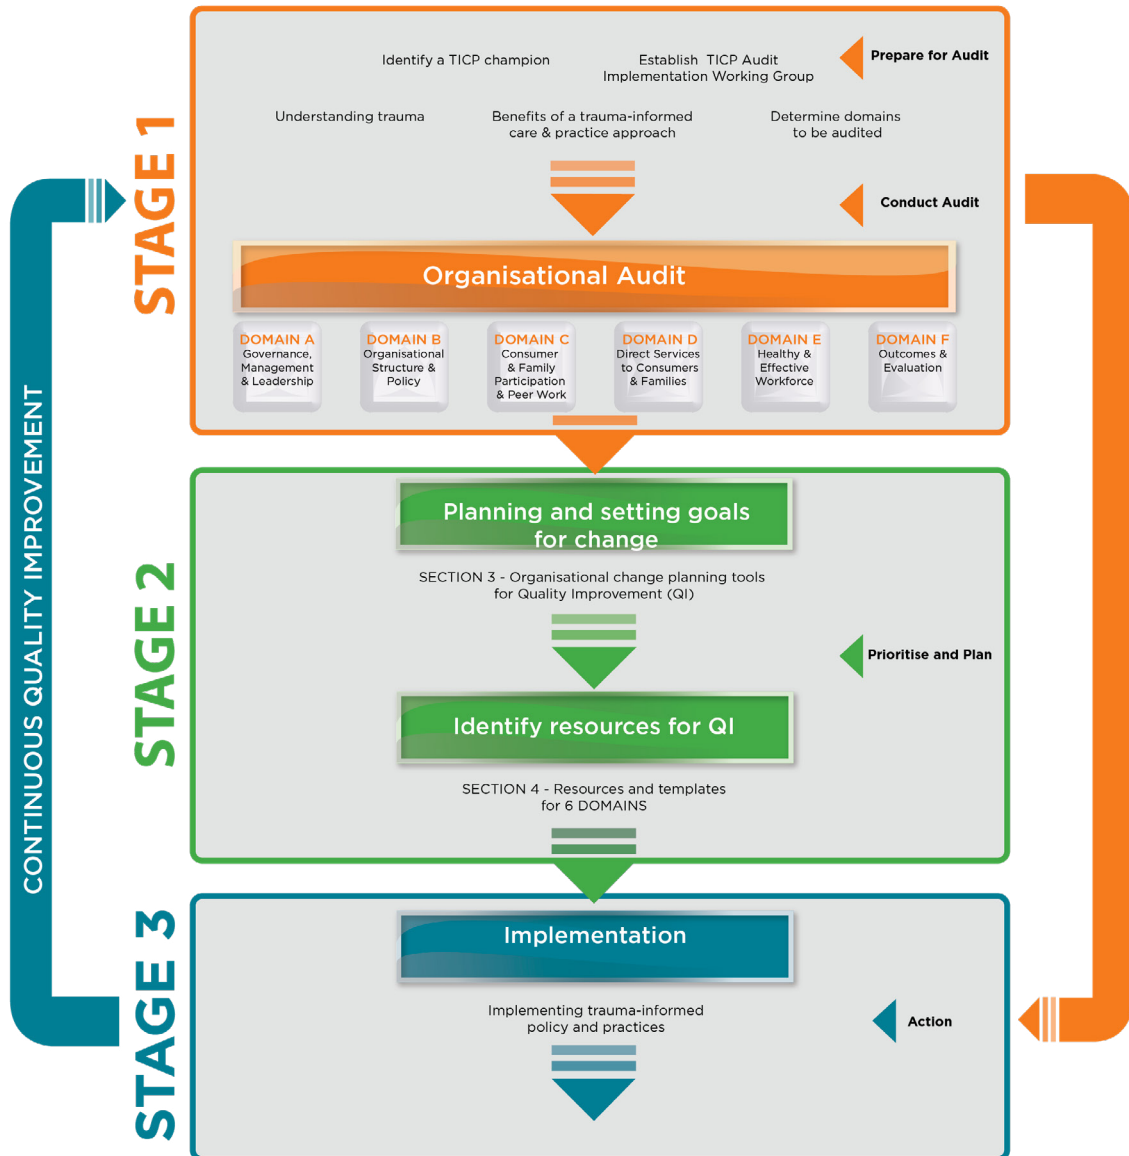 STAGE 1
Prepare for Audit
Identify a TICP champion
Establish TICP Audit
Implementation Working Group
Understanding trauma
Benefits of a trauma-informed
care & practice approach
Determine domains
to be audited
Conduct Audit
Organisational Audit
DOMAIN A
Governance,
Management
& Leadership
DOMAIN B
Organisational
Structure &
Policy
DOMAIN C
Consumer
& Family
Participation
& Peer Work
DOMAIN D
Direct Services
to Consumers
& Families
DOMAIN E
Healthy &
Effective
Workforce
DOMAIN F
Outcomes &
Evaluation
CONTINUOUS QUALITY IMPROVEMENT
STAGE 2
Planning and setting goals
for change
SECTION 3 - Organisational change planning tools
for Quality Improvement (QI)
Prioritise and Plan
Identify resources for QI
SECTION 4 - Resources and templates
for 6 DOMAINS
STAGE 3
Implementation
Implementing trauma-informed
policy and practices
Action